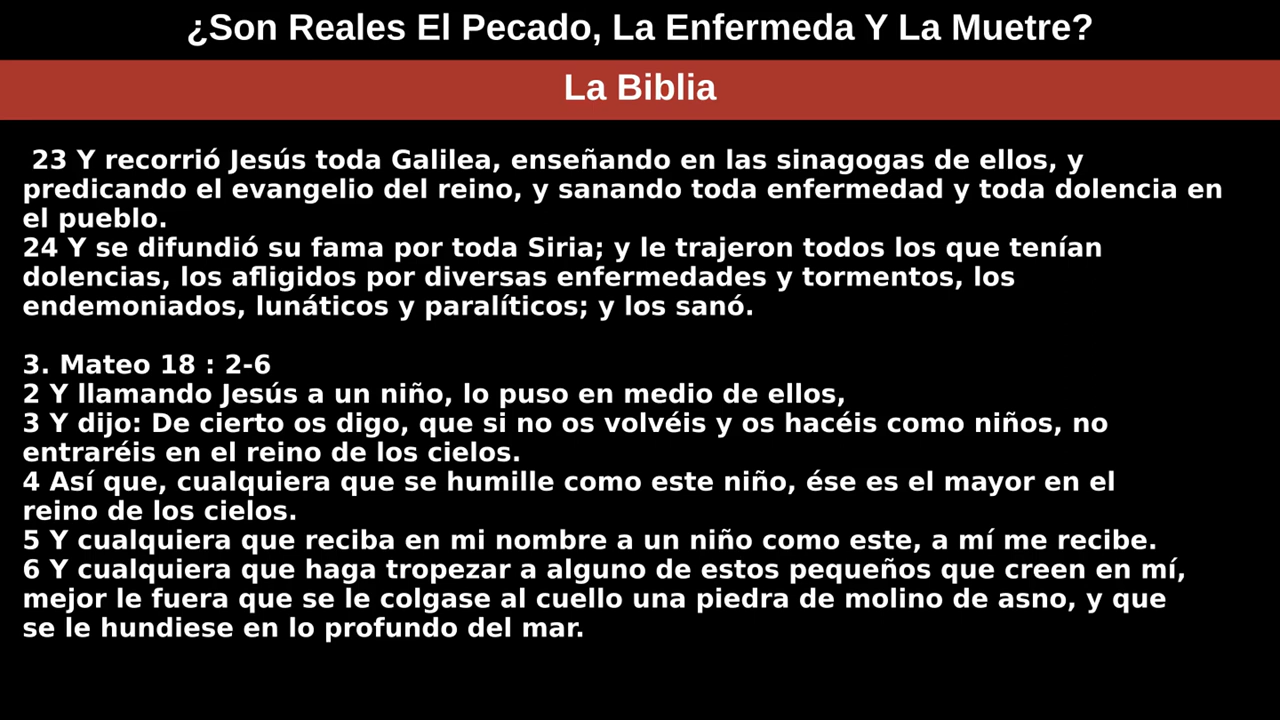 ¿Son Reales El Pecado, La Enfermeda Y La Muetre?
La Biblia
23 Y recorrió Jesús toda Galilea, enseñando en las sinagogas de ellos, y
predicando el evangelio del reino, y sanando toda enfermedad y toda dolencia en
el pueblo.
24 Y se difundió su fama por toda Siria; y le trajeron todos los que tenían
dolencias, los afligidos por diversas enfermedades y tormentos, los
endemoniados, lunáticos y paralíticos; y los sanó.
3. Mateo 18 : 2-6
2 Y llamando Jesús a un niño, lo puso en medio de ellos,
3 Y dijo: De cierto os digo, que si no os volvéis y os hacéis como niños, no
entraréis en el reino de los cielos.
4 Así que, cualquiera que se humille como este niño, ése es el mayor en el
reino de los cielos.
5 Y cualquiera que reciba en mi nombre a un niño como este, a mí me recibe.
6 Y cualquiera que haga tropezar a alguno de estos pequeños que creen en mí,
mejor le fuera que se le colgase al cuello una piedra de molino de asno, y que
se le hundiese en lo profundo del mar.